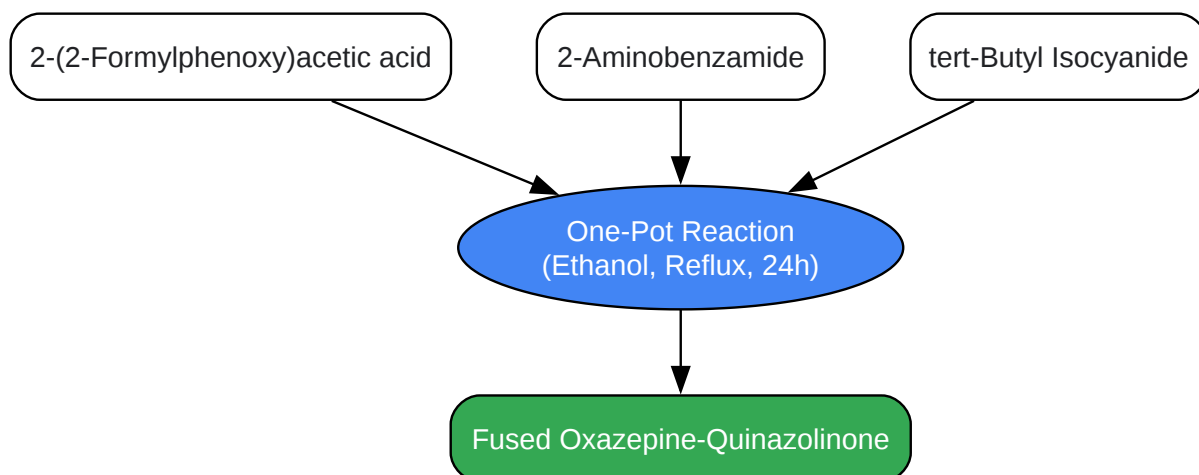 2-(2-Formylphenoxy)acetic acid
2-Aminobenzamide
tert-Butyl Isocyanide
One-Pot Reaction
(Ethanol, Reflux, 24h)
Fused Oxazepine-Quinazolinone